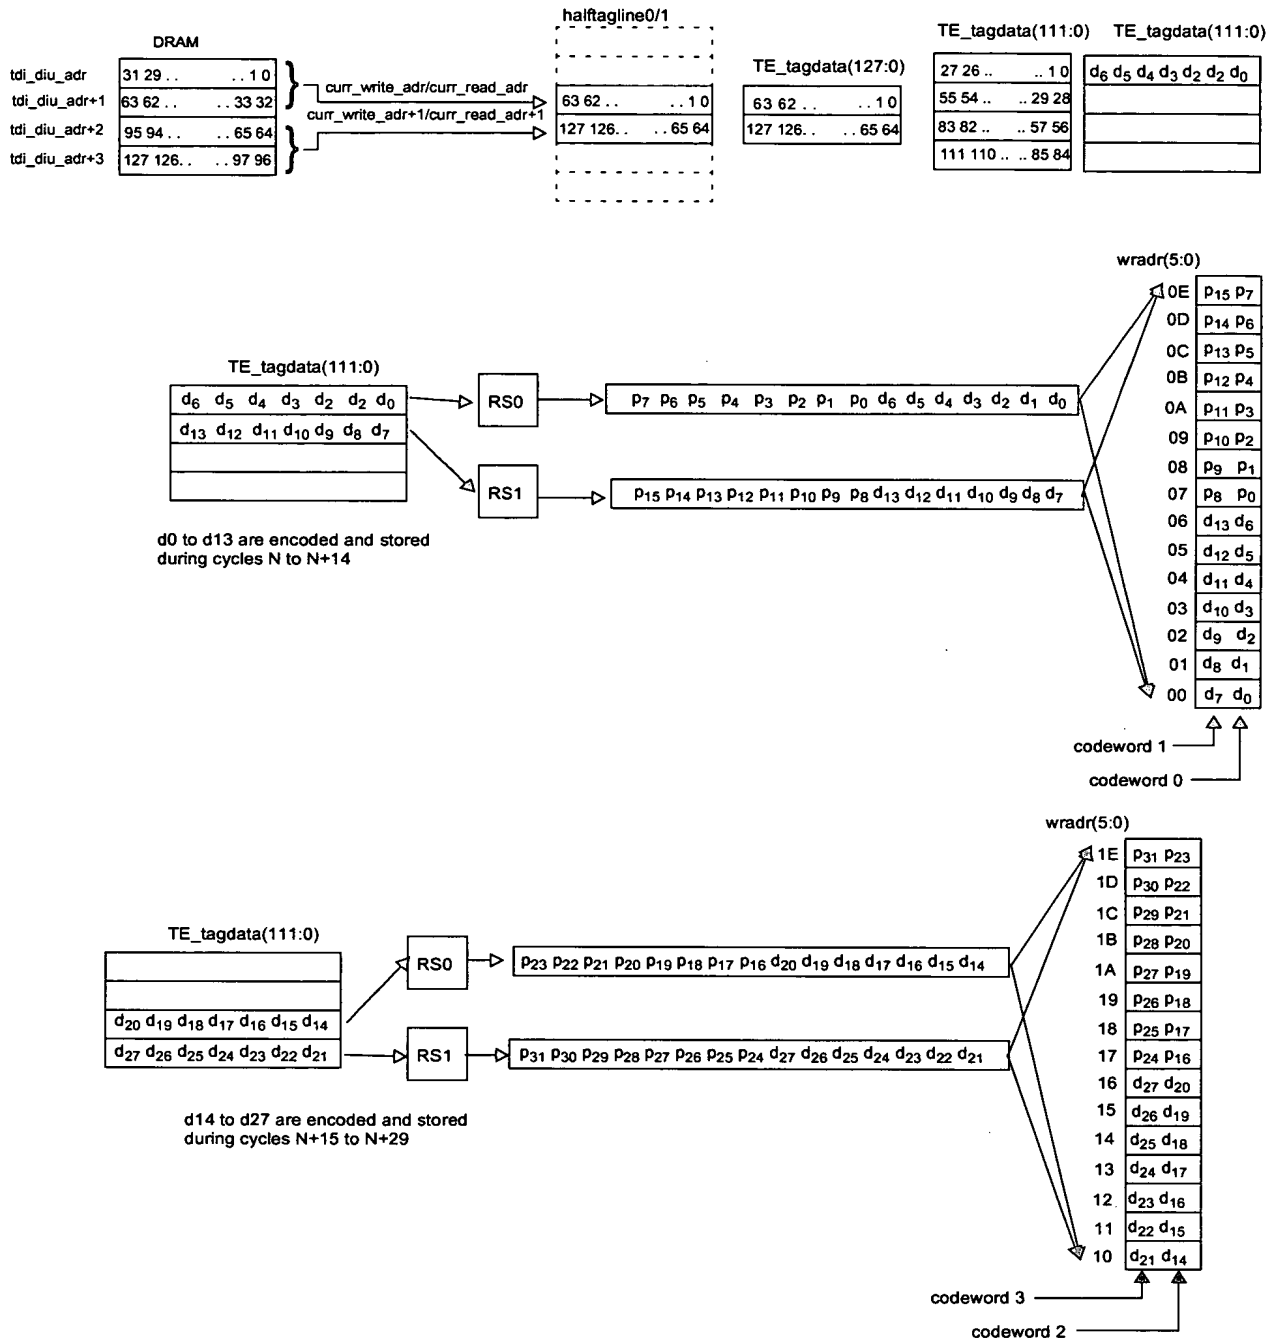 halftagline0/1
DRAM
TE_tagdata(111:0) TE_tagdata(111:0)
TE_tagdata(127:0)
tdi_diu_adr 31 29 . . . . 1 0
tdi_diu_adr+1 63 62 . . . . 33 32
tdi_diu_adr+2 95 94 . . . . 65 64
tdi_diu_adr+3 127 126. . . . 97 96
curr_write_adr/curr_read_adr
curr_write_adr+1/curr_read_adr+1
63 62 . . . . 1 0
127 126. . . . 65 64
63 62 . . . . 1 0
127 126. . . . 65 64
27 26 .. .. 1 0
55 54 .. .. 29 28
83 82 .. .. 57 56
111 110 .. .. 85 84
d6 d5 d4 d3 d2 d2 d0
wradr(5:0)
0E p15 p7
0D p14 p6
0C p13 p5
0B p12 p4
0A p11 p3
09 p10 p2
08 p9 p1
07 p8 p0
06 d13 d6
05 d12 d5
04 d11 d4
03 d10 d3
02 d9 d2
01 d8 d1
00 d7 d0
codeword 1
codeword 0
TE_tagdata(111:0)
d6 d5 d4 d3 d2 d2 d0
d13 d12 d11 d10 d9 d8 d7
RS0
p7 p6 p5 p4 p3 p2 p1 p0 d6 d5 d4 d3 d2 d1 d0
RS1
p15 p14 p13 p12 p11 p10 p9 p8 d13 d12 d11 d10 d9 d8 d7
d0 to d13 are encoded and stored
during cycles N to N+14
wradr(5:0)
1E p31 p23
1D p30 p22
1C p29 p21
1B p28 p20
1A p27 p19
19 p26 p18
18 p25 p17
17 p24 p16
16 d27 d20
15 d26 d19
14 d25 d18
13 d24 d17
12 d23 d16
11 d22 d15
10 d21 d14
codeword 3
codeword 2
TE_tagdata(111:0)
d20 d19 d18 d17 d16 d15 d14
d27 d26 d25 d24 d23 d22 d21
RS0
p23 p22 p21 p20 p19 p18 p17 p16 d20 d19 d18 d17 d16 d15 d14
RS1
p31 p30 p29 p28 p27 p26 p25 p24 d27 d26 d25 d24 d23 d22 d21
d14 to d27 are encoded and stored
during cycles N+15 to N+29